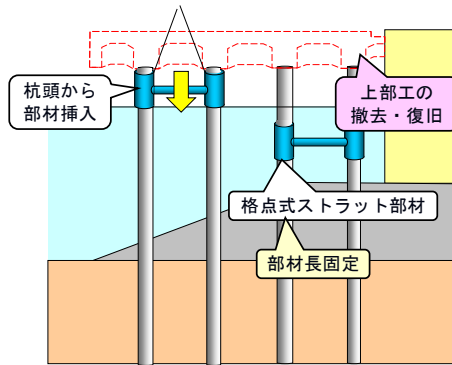 杭頭から
部材挿入
上部工の
撤去・復旧
格点式ストラット部材
部材長固定